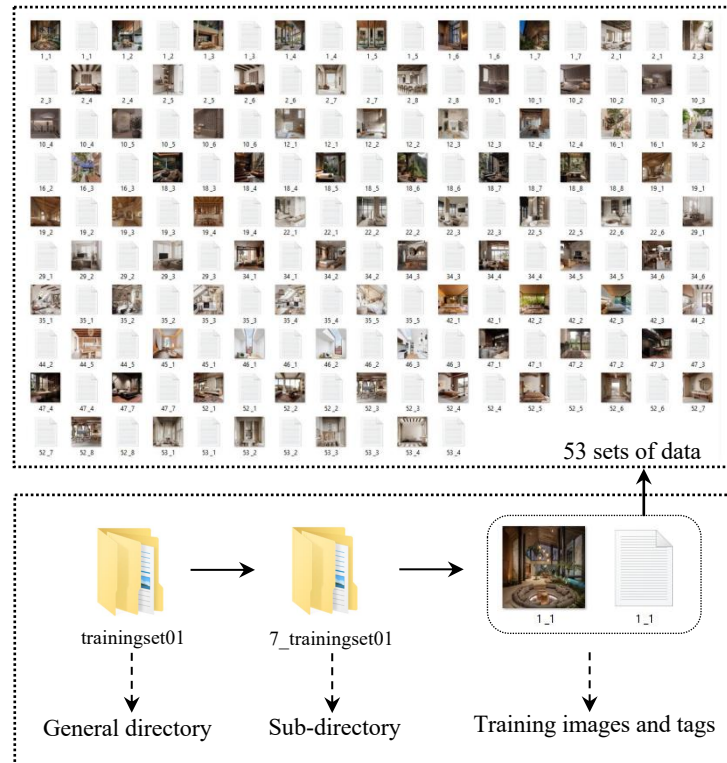 1_1 1_1 1_2 1_2 1_3 1_3 1_4 1_4 1_5 1_5 1_6 1_6 1_7 1_7 2_1 2_1 2_3
2_3 2_4 2_4 2_5 2_5 2_6 2_6 2_7 2_7 2_8 2_8 10_1 10_1 10_2 10_2 10_3 10_3
10_4 10_4 10_5 10_5 10_6 10_6 12_1 12_1 12_2 12_2 12_3 12_3 12_4 12_4 16_1 16_1 16_2
16_2 16_3 16_3 18_3 18_3 18_4 18_4 18_5 18_5 18_6 18_6 18_7 18_7 18_8 18_8 19_1 19_1
19_2 19_2 19_3 19_3 19_4 19_4 22_1 22_1 22_2 22_2 22_3 22_3 22_5 22_5 22_6 22_6 29_1
29_1 29_2 29_2 29_3 29_3 34_1 34_1 34_2 34_2 34_3 34_3 34_4 34_4 34_5 34_5 34_6 34_6
35_1 35_1 35_2 35_2 35_3 35_3 35_4 35_4 35_5 35_5 42_1 42_1 42_2 42_2 42_3 42_3 44_2
44_2 44_5 44_5 45_1 45_1 46_1 46_1 46_2 46_2 46_3 46_3 47_1 47_1 47_2 47_2 47_3 47_3
47_4 47_4 47_7 47_7 52_1 52_1 52_2 52_2 52_3 52_3 52_4 52_4 52_5 52_5 52_6 52_6 52_7
52_7 52_8 52_8 53_1 53_1 53_2 53_2 53_3 53_3 53_4 53_4
53 sets of data
1_1 1_1
trainingset01 7_trainingset01
General directory Sub-directory Training images and tags